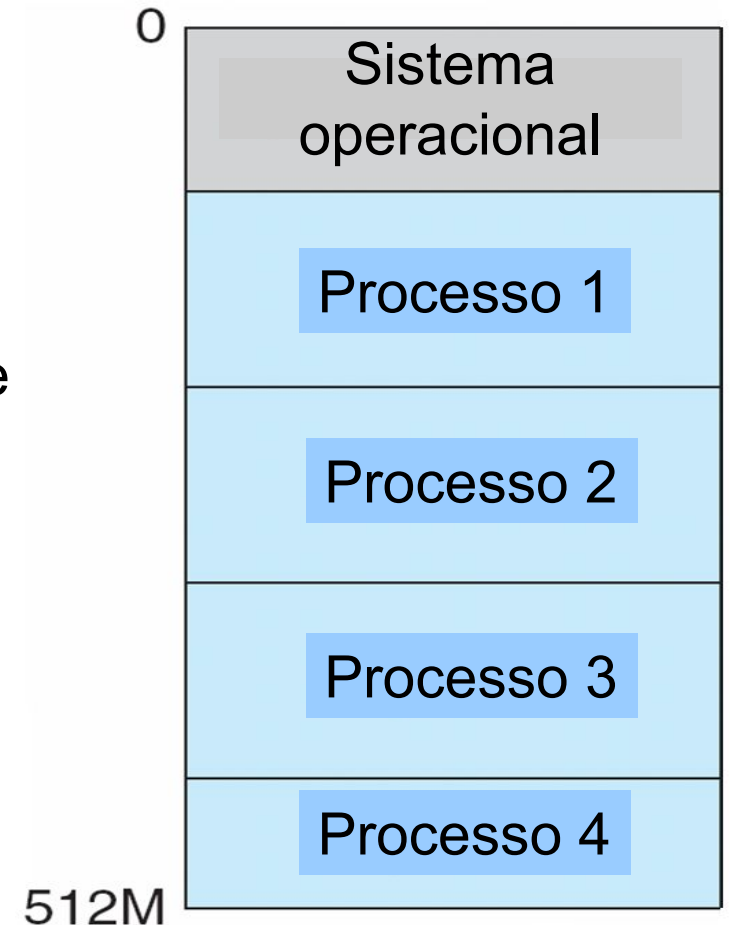 0
Sistema
operacional
Processo 1
e
Processo 2
Processo 3
Processo 4
512M